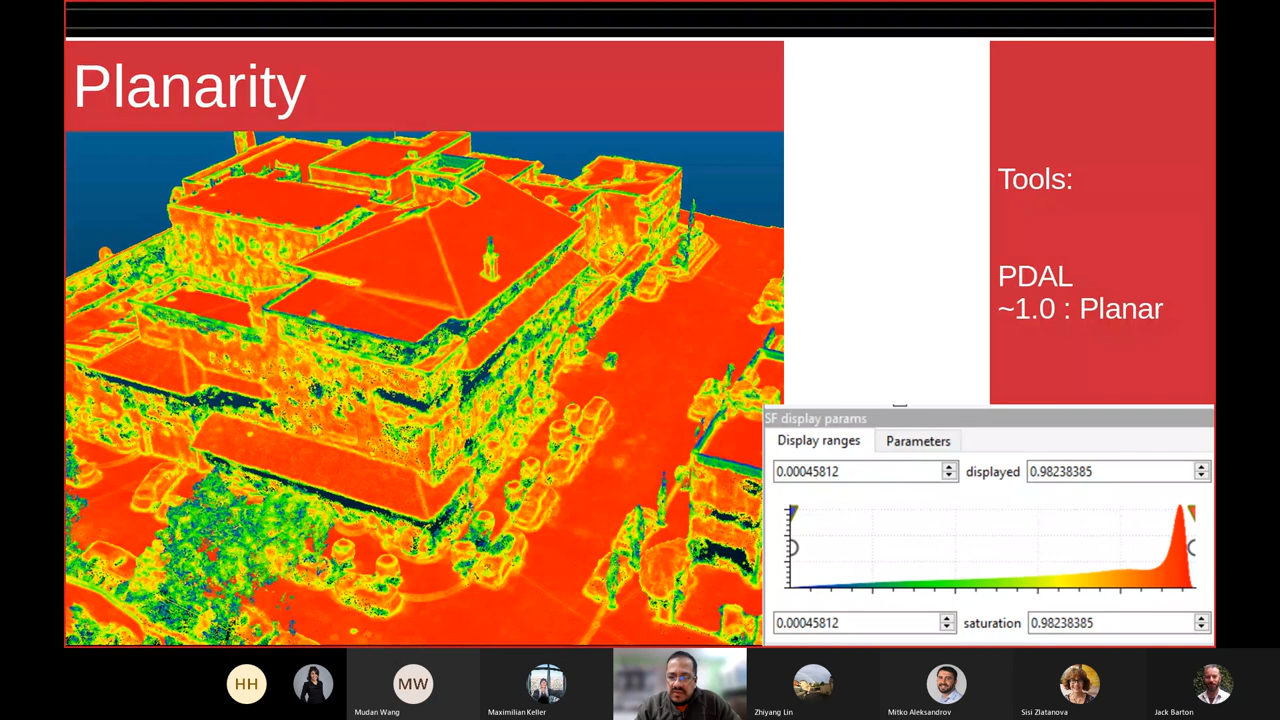 Planarity
Tools:
PDAL
~1.0 : Planar
SF display params
Display ranges
Parameters
0.00045812
displayed
0.98238385
0.00045812
saturation
0.98238385
HH
MW
Mudan Wang
Maximilian Keller
Zhiyang Lin
Mitko Aleksandrov
Sisi Zlatanova
Jack Barton